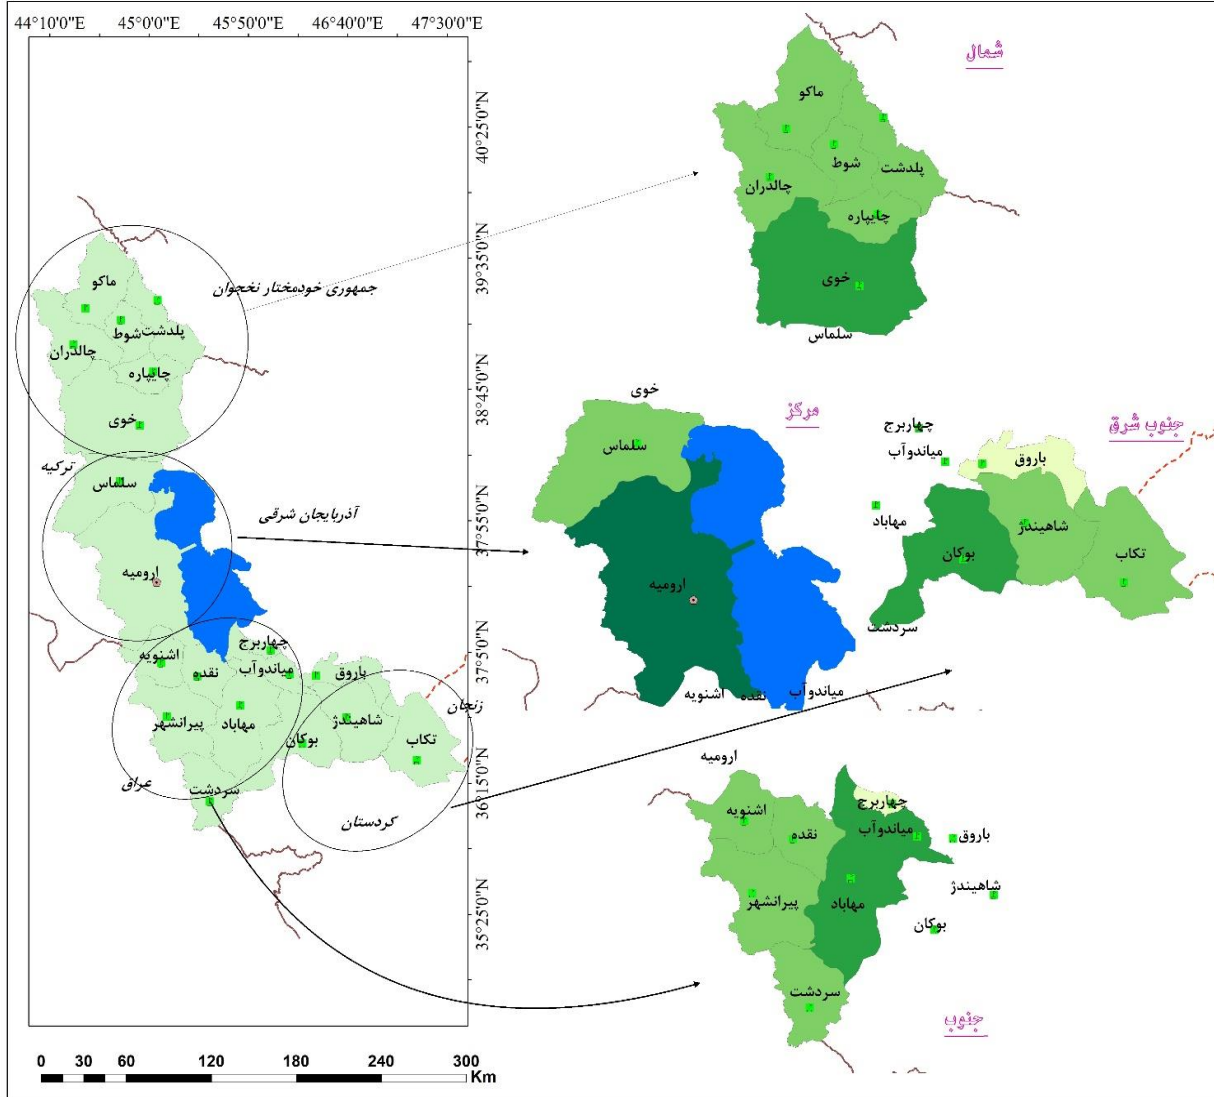 44°10'0"E 45°0'0"E 45°50'0"E 46°40'0"E 47°30'0"E
40°25'0"N
39°35'0"N
38°45'0"N
37°55'0"N
37°5'0"N
36°15'0"N
35°25'0"N
ماکو
جمهوری خودمختار نخجوان
شوط
پلدشت
چالدران
چایپاره
خوی
ترکیه
سلماس
آذربایجان شرقی
ارومیه
چهاربرج
اشنویه
نقده
میاندوآب
باروق
زنجان
پیرانشهر
مهاباد
شاهیندژ
بوکان
تکاب
عراق
سردشت
کردستان
0 30 60 120 180 240 300
Km
شمال
ماکو
شوط
پلدشت
چالدران
چایپاره
خوی
سلماس
مرکز
خوی
سلماس
ارومیه
اشنویه
نقده
میاندوآب
جنوب شرق
چهاربرج
میاندوآب
باروق
مهاباد
شاهیندژ
بوکان
تکاب
سردشت
ارومیه
چهاربرج
اشنویه
نقده
میاندوآب
باروق
پیرانشهر
مهاباد
شاهیندژ
بوکان
سردشت
جنوب